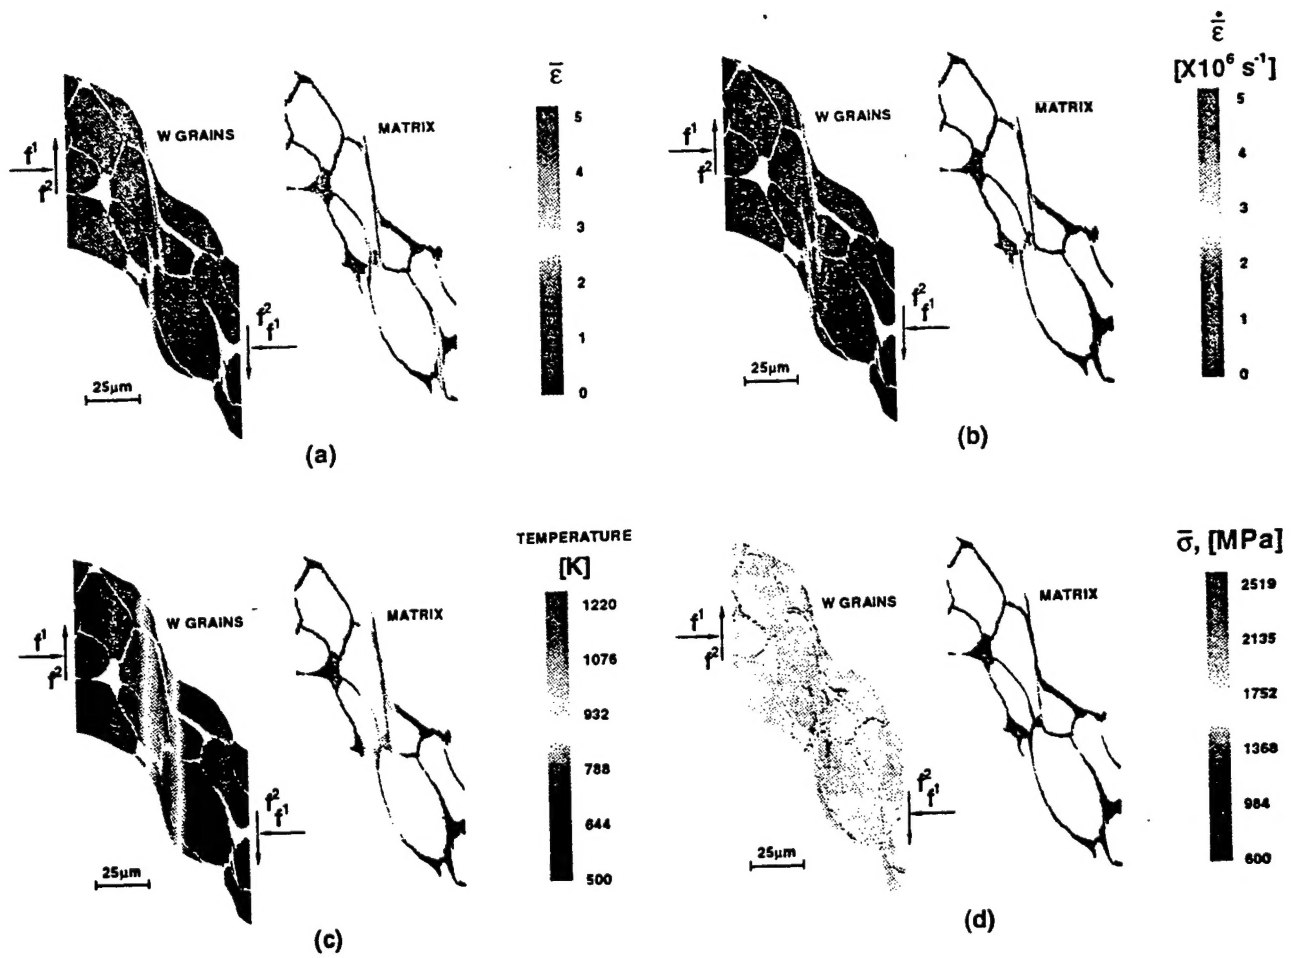 ε̄
5
4
3
2
1
0
W GRAINS
MATRIX
f¹
f²
f²
f¹
25μm
(a)
ε̄̇
[X10⁶ s⁻¹]
5
4
3
2
1
0
W GRAINS
MATRIX
f¹
f²
f²
f¹
25μm
(b)
TEMPERATURE
[K]
1220
1076
932
788
644
500
W GRAINS
MATRIX
f¹
f²
f²
f¹
25μm
(c)
σ̄, [MPa]
2519
2135
1752
1368
984
600
W GRAINS
MATRIX
f¹
f²
f²
f¹
25μm
(d)